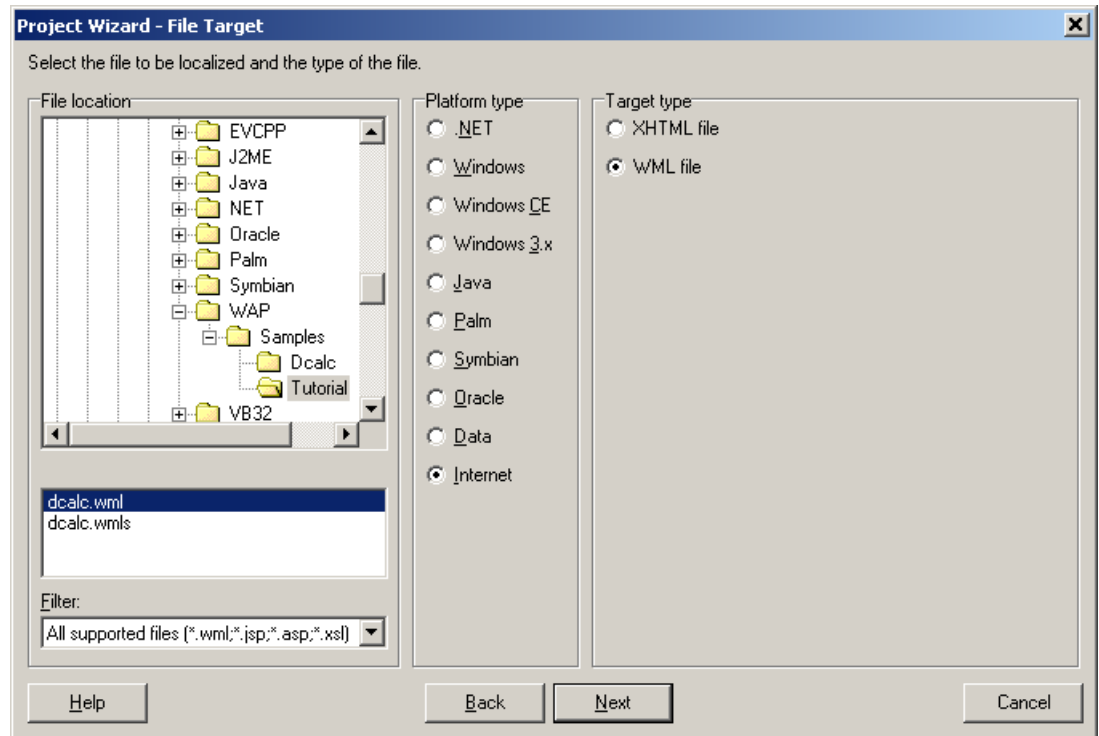 Project Wizard - File Target
Select the file to be localized and the type of the file.
File location
EVCPP
J2ME
Java
NET
Oracle
Palm
Symbian
WAP
Samples
Dcalc
Tutorial
VB32
dcalc.wml
dcalc.wmls
Filter:
All supported files (*.wml;*.jsp;*.asp;*.xsl)
Platform type
.NET
Windows
Windows CE
Windows 3.x
Java
Palm
Symbian
Oracle
Data
Internet
Target type
XHTML file
WML file
Help
Back
Next
Cancel